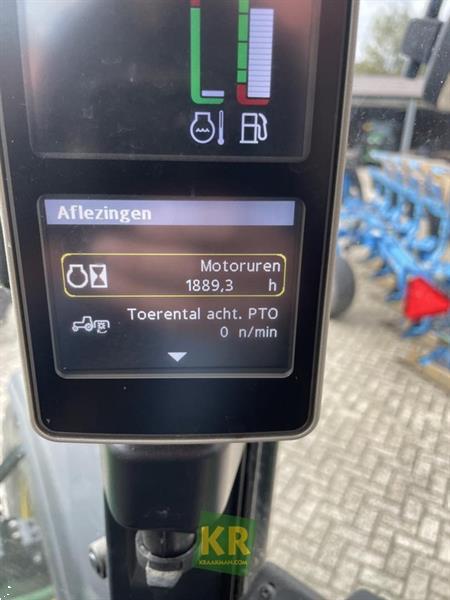 Aflezingen
Motoruren
1889,3 h
Toerental acht. PTO
0 n/min
KR
KRAAKMAN.COM